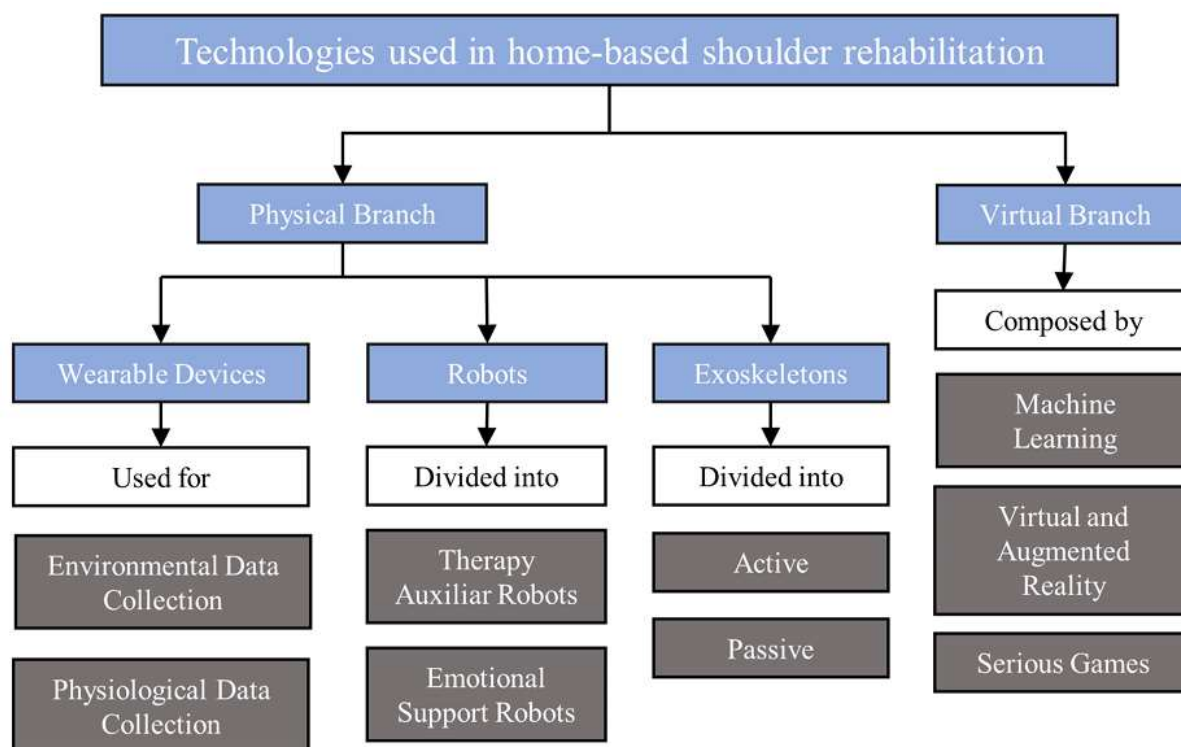 Technologies used in home-based shoulder rehabilitation
Physical Branch
Virtual Branch
Wearable Devices
Used for
Environmental Data
Collection
Physiological Data
Collection
Robots
Divided into
Therapy
Auxiliar Robots
Emotional
Support Robots
Exoskeletons
Divided into
Active
Passive
Composed by
Machine
Learning
Virtual and
Augmented
Reality
Serious Games